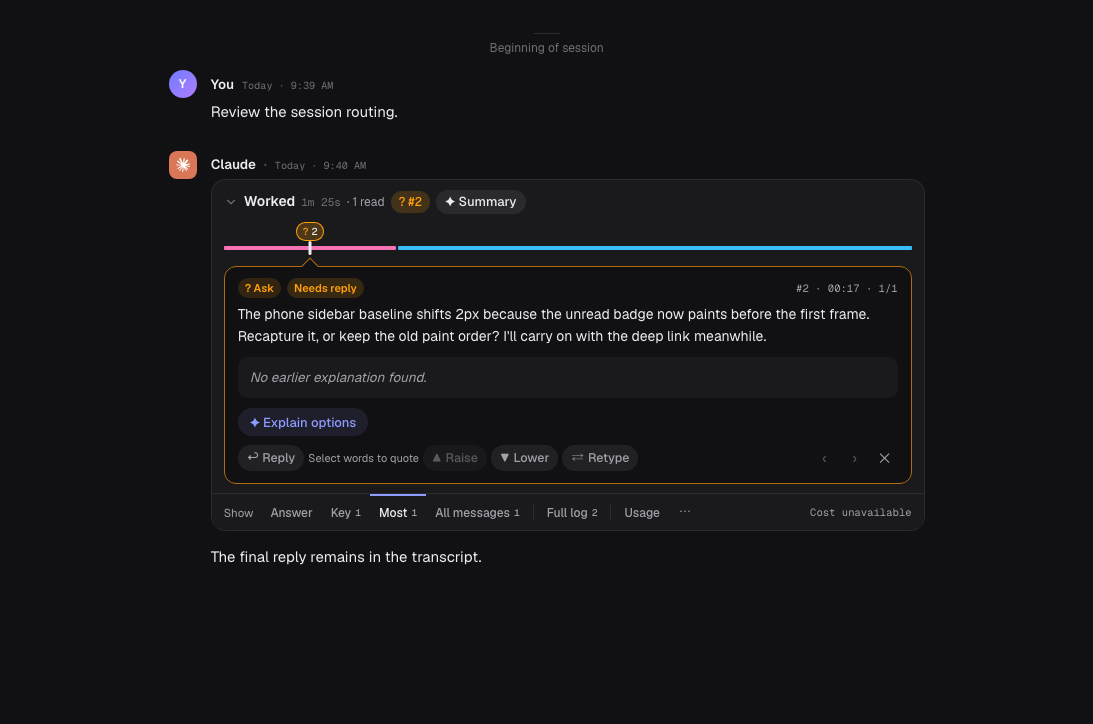 Beginning of session
Y You Today · 9:39 AM
Review the session routing.
Claude · Today · 9:40 AM
Worked 1m 25s · 1 read ? #2 ✦ Summary
? 2
? Ask Needs reply #2 · 00:17 · 1/1
The phone sidebar baseline shifts 2px because the unread badge now paints before the first frame.
Recapture it, or keep the old paint order? I'll carry on with the deep link meanwhile.
No earlier explanation found.
✦ Explain options
↩ Reply Select words to quote ▲ Raise ▼ Lower ⇄ Retype ‹ › ×
Show Answer Key 1 Most 1 All messages 1 Full log 2 Usage ··· Cost unavailable
The final reply remains in the transcript.